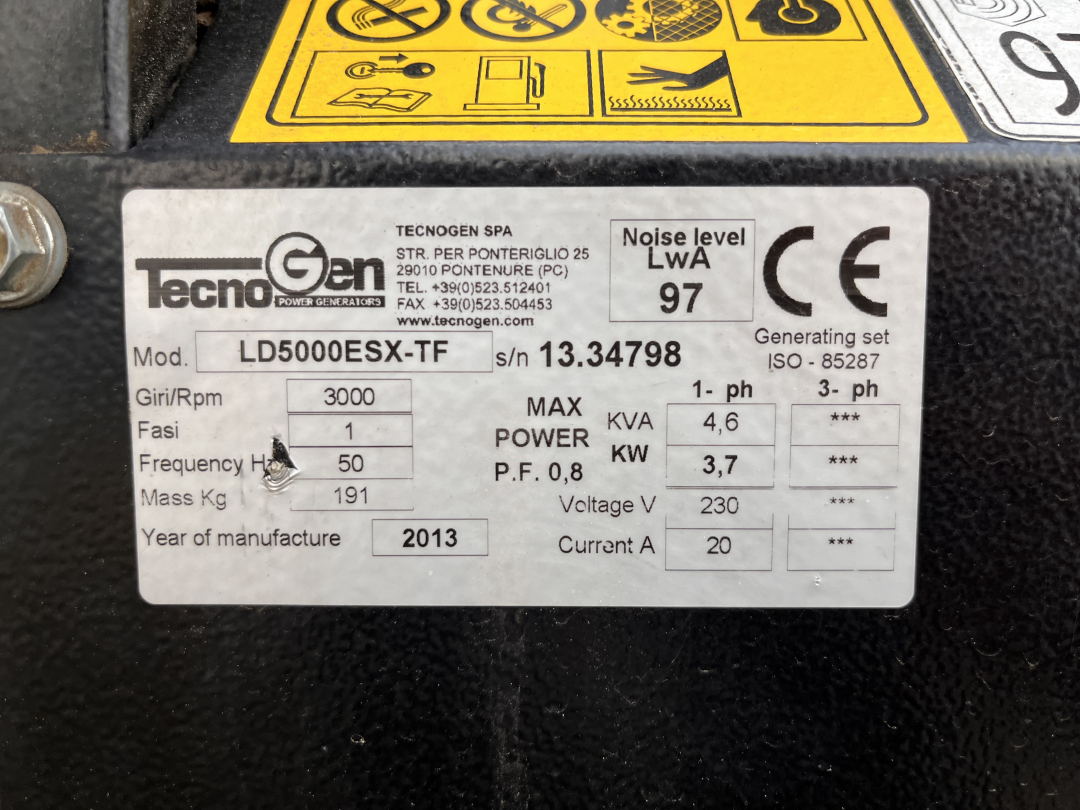 TecnoGen
POWER GENERATORS
TECNOGEN SPA
STR. PER PONTERIGLIO 25
29010 PONTENURE (PC)
TEL. +39(0)523.512401
FAX +39(0)523.504453
www.tecnogen.com
Noise level
LwA
97
CE
Generating set
ISO - 85287
Mod. LD5000ESX-TF s/n 13.34798
Giri/Rpm 3000
Fasi 1
Frequency Hz 50
Mass Kg 191
Year of manufacture 2013
MAX POWER P.F. 0,8
1- ph 3- ph
KVA 4,6 ***
KW 3,7 ***
Voltage V 230 ***
Current A 20 ***